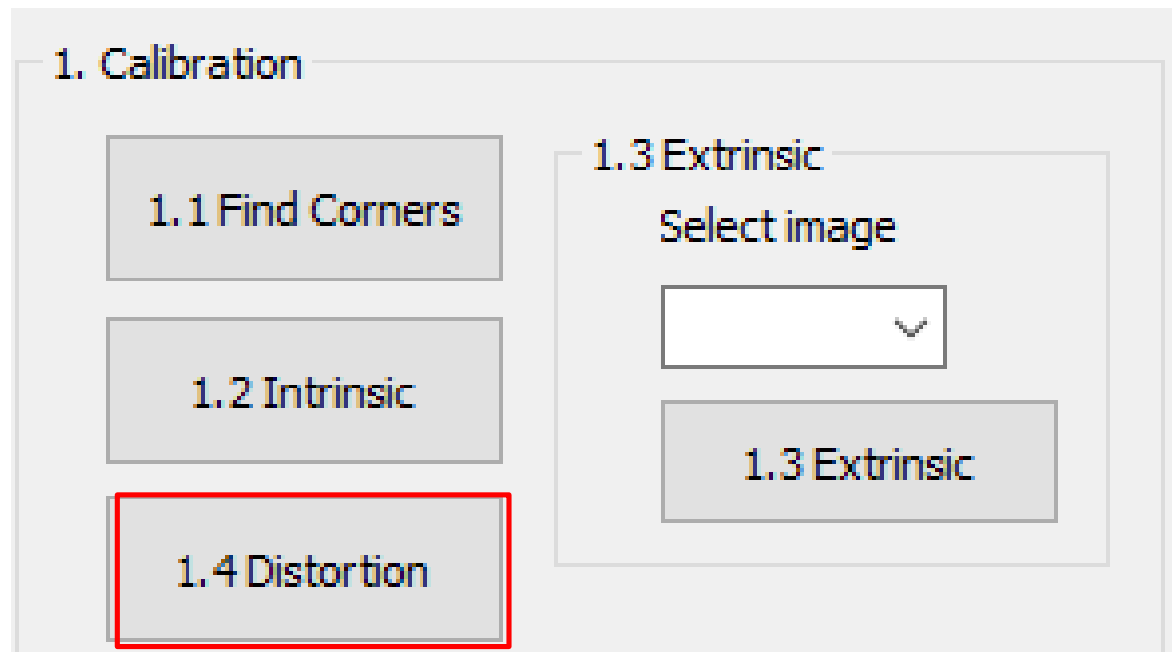 1. Calibration
1.1 Find Corners
1.2 Intrinsic
1.4 Distortion
1.3 Extrinsic
Select image
1.3 Extrinsic